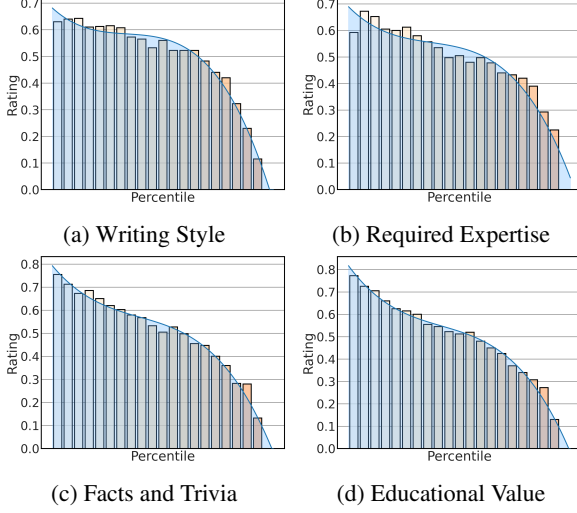 0.7
0.6
0.5
0.4
0.3
0.2
0.1
0.0
Rating
Percentile
(a) Writing Style
0.7
0.6
0.5
0.4
0.3
0.2
0.1
0.0
Rating
Percentile
(b) Required Expertise
0.8
0.7
0.6
0.5
0.4
0.3
0.2
0.1
0.0
Rating
Percentile
(c) Facts and Trivia
0.8
0.7
0.6
0.5
0.4
0.3
0.2
0.1
0.0
Rating
Percentile
(d) Educational Value